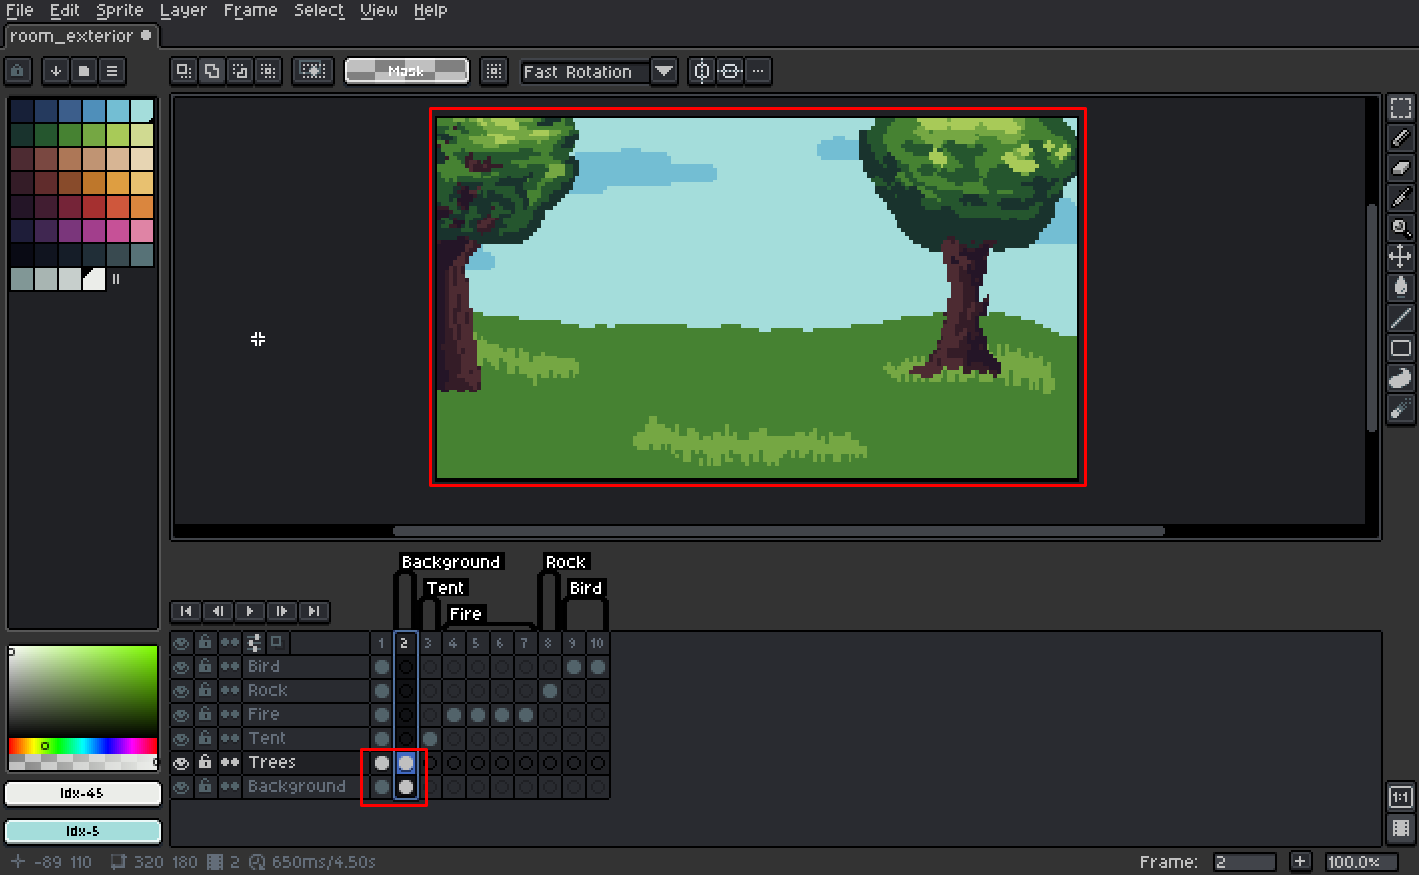 File Edit Sprite Layer Frame Select View Help
room_exterior
Mask Fast Rotation
Background Rock
Tent Bird
Fire
1 2 3 4 5 6 7 8 9 10
Bird
Rock
Fire
Tent
Trees
Background
Idx-45
Idx-5
1:1
-89 110 320 180 2 650ms/4.50s Frame: 2 + 100.0%